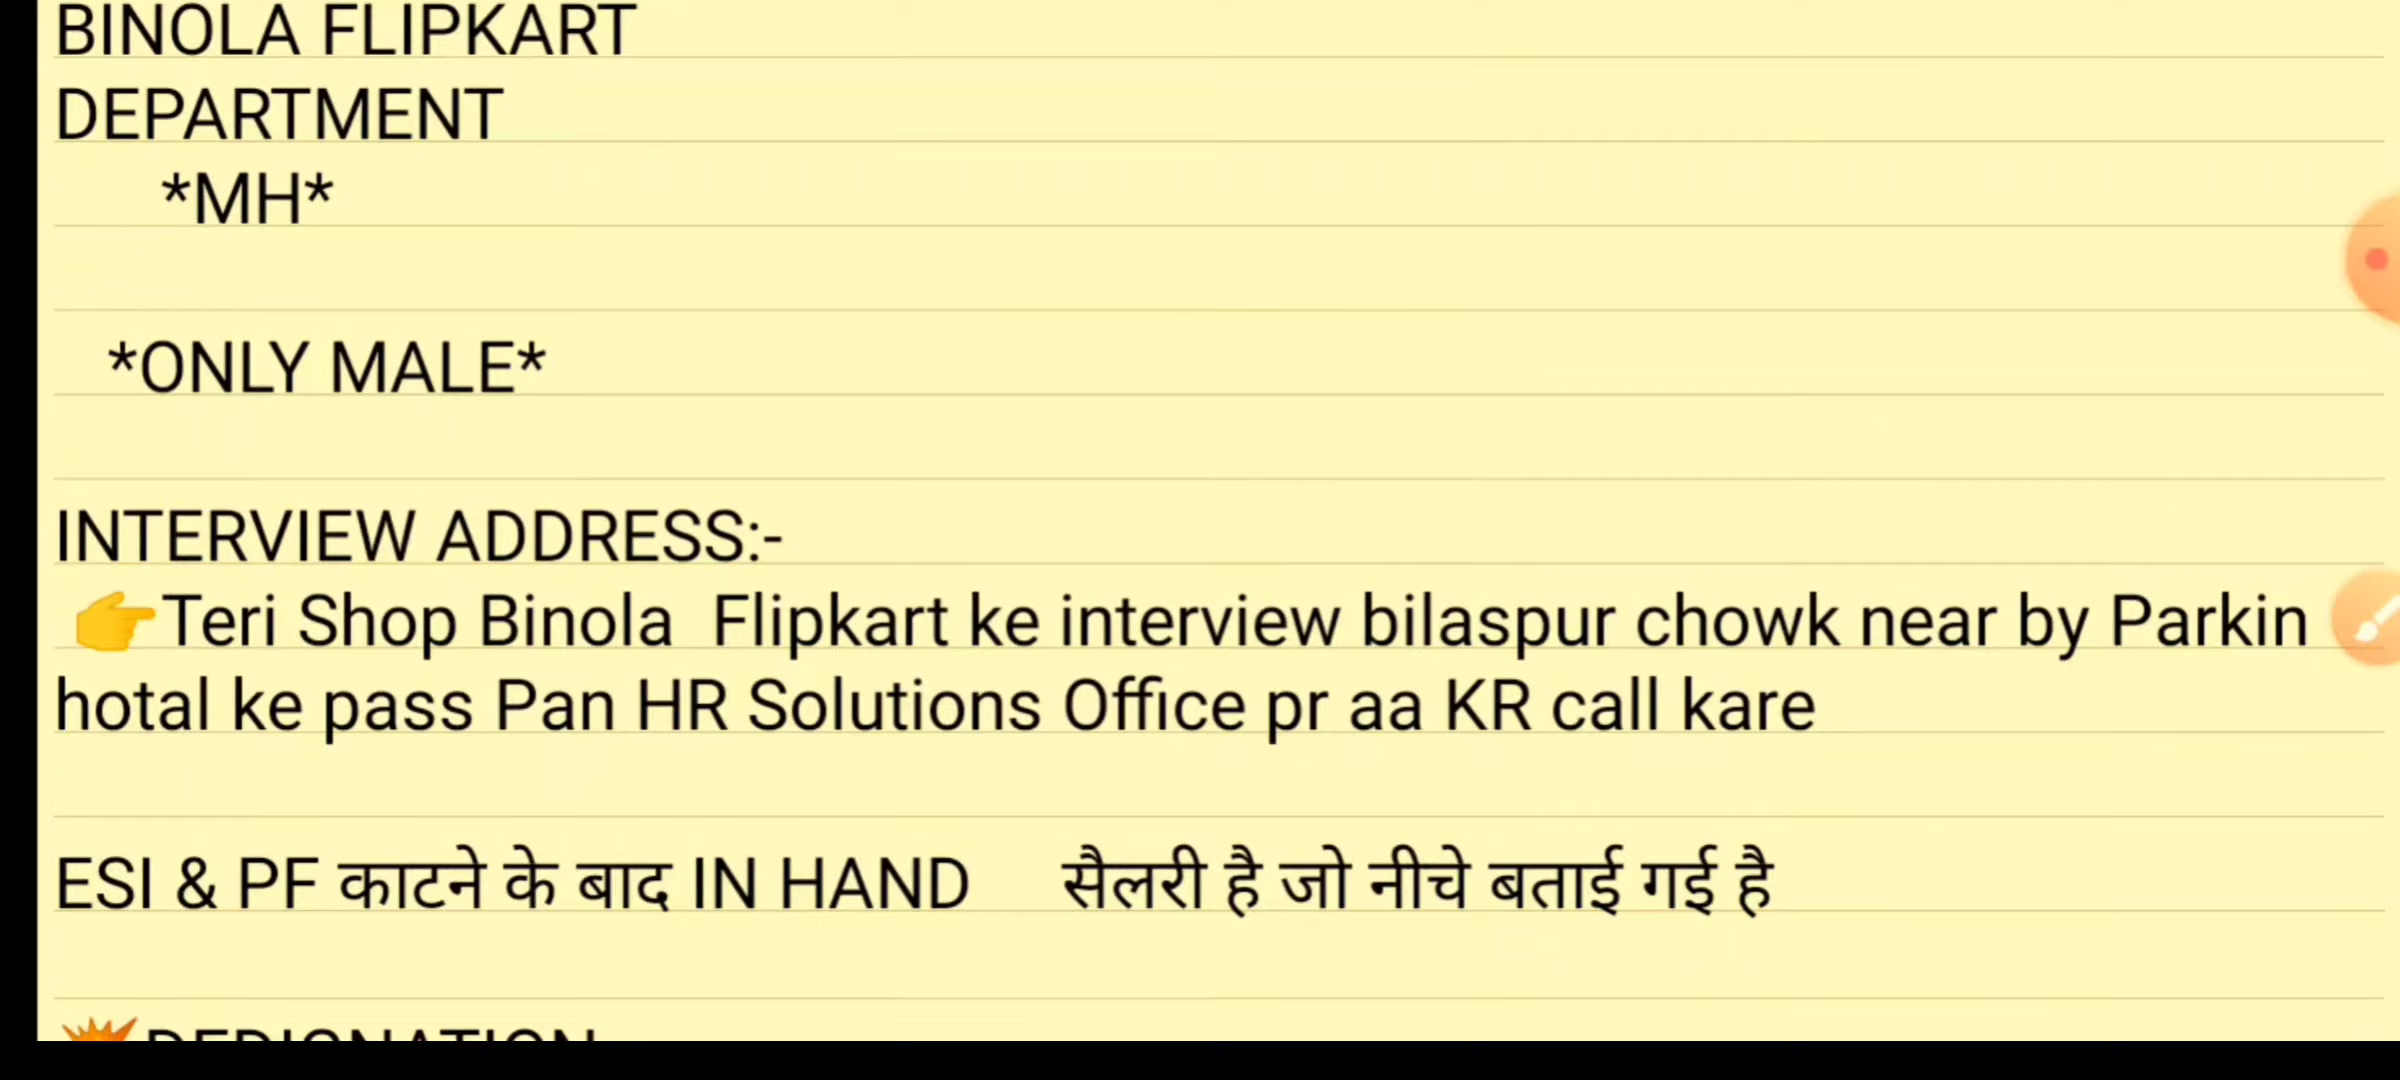 BINOLA FLIPKART
DEPARTMENT
*MH*
*ONLY MALE*
INTERVIEW ADDRESS:-
👉Teri Shop Binola Flipkart ke interview bilaspur chowk near by Parkin
hotal ke pass Pan HR Solutions Office pr aa KR call kare
ESI & PF काटने के बाद IN HAND सैलरी है जो नीचे बताई गई है